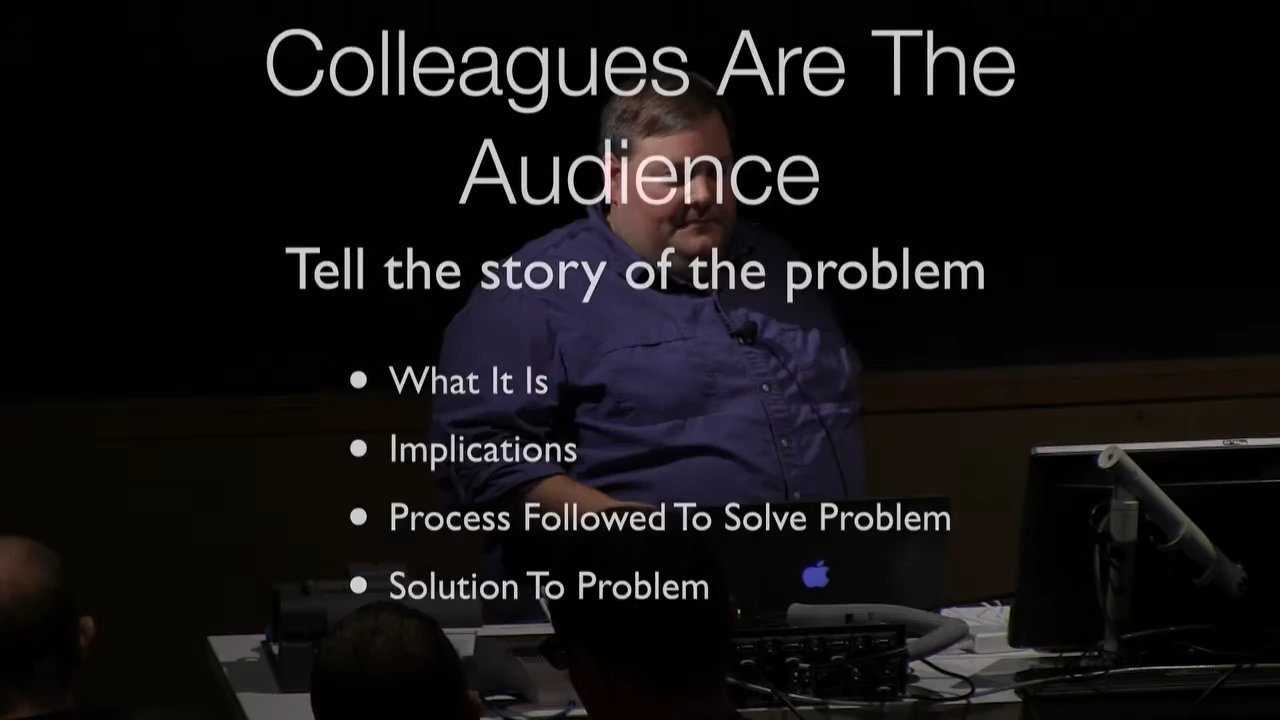 Colleagues Are The
Audience
Tell the story of the problem
• What It Is
• Implications
• Process Followed To Solve Problem
• Solution To Problem